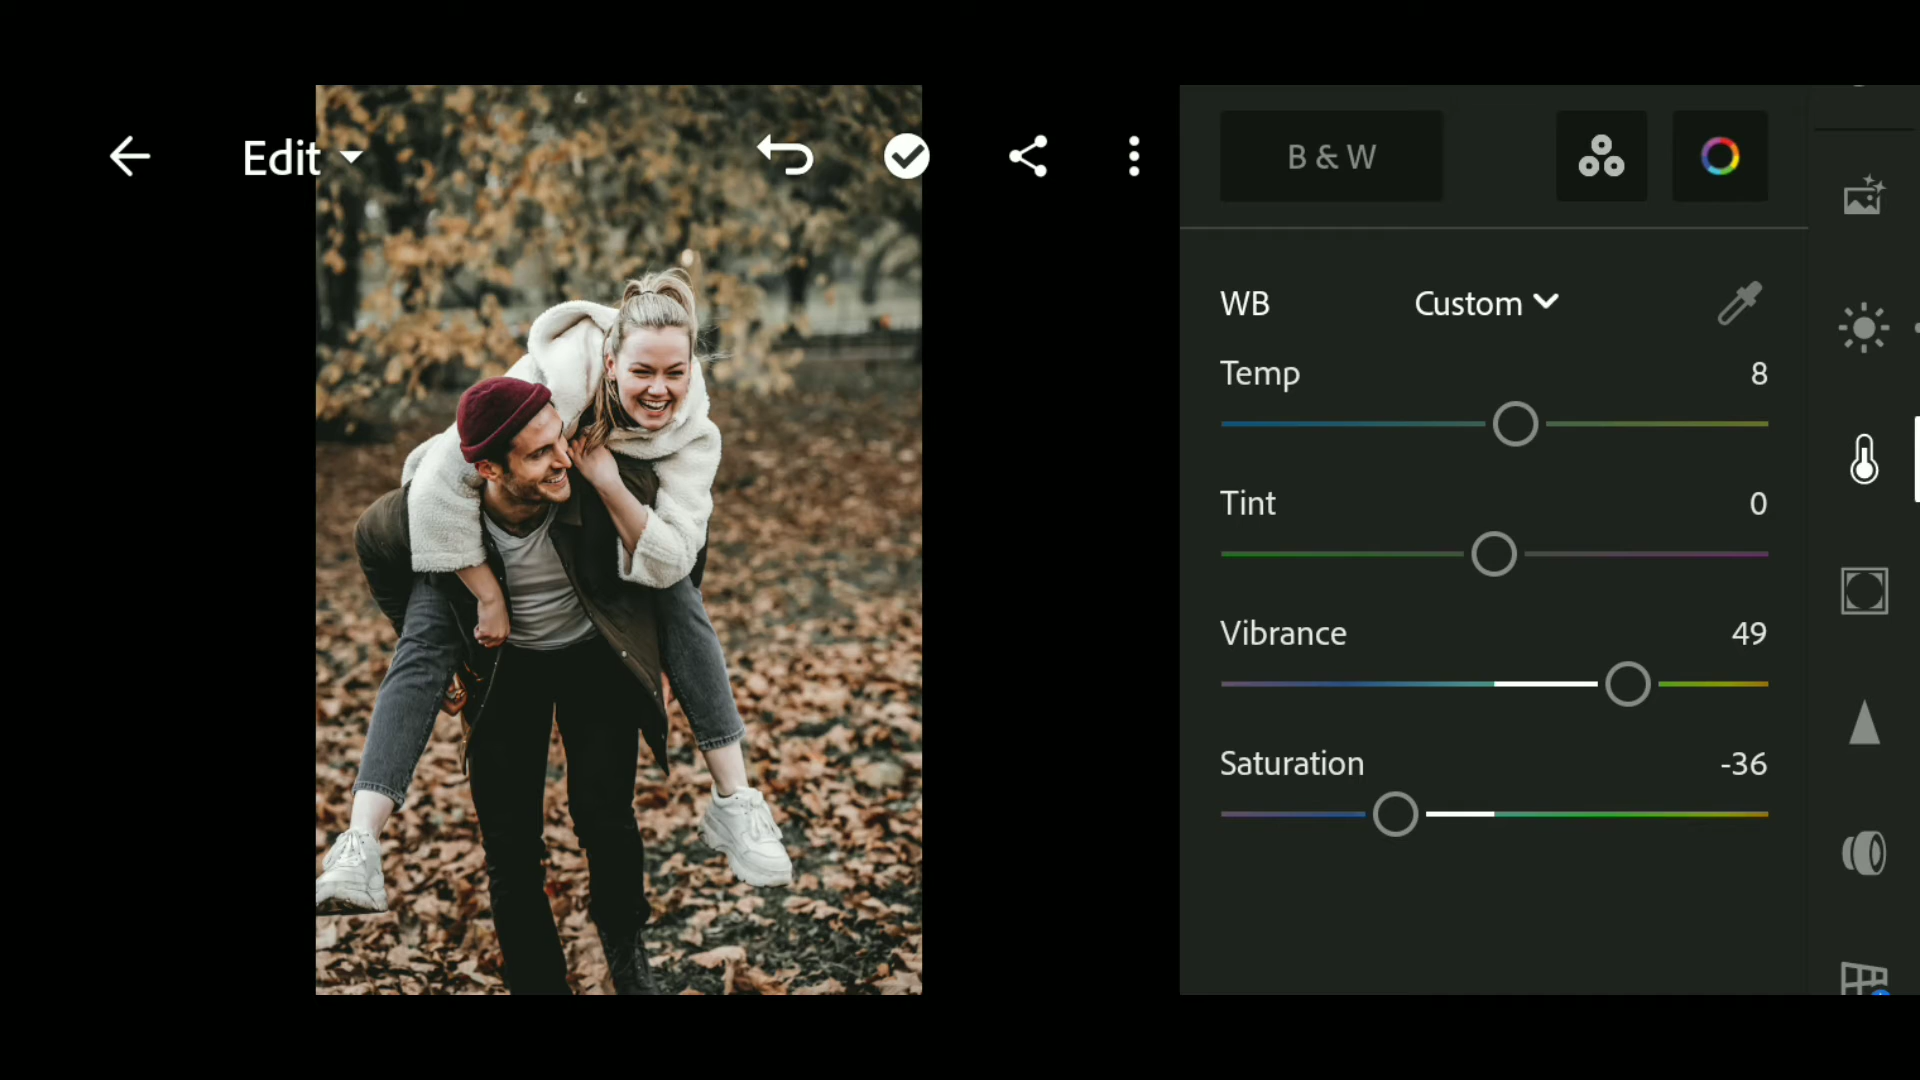 Edit
B & W
WB Custom
Temp 8
Tint 0
Vibrance 49
Saturation -36